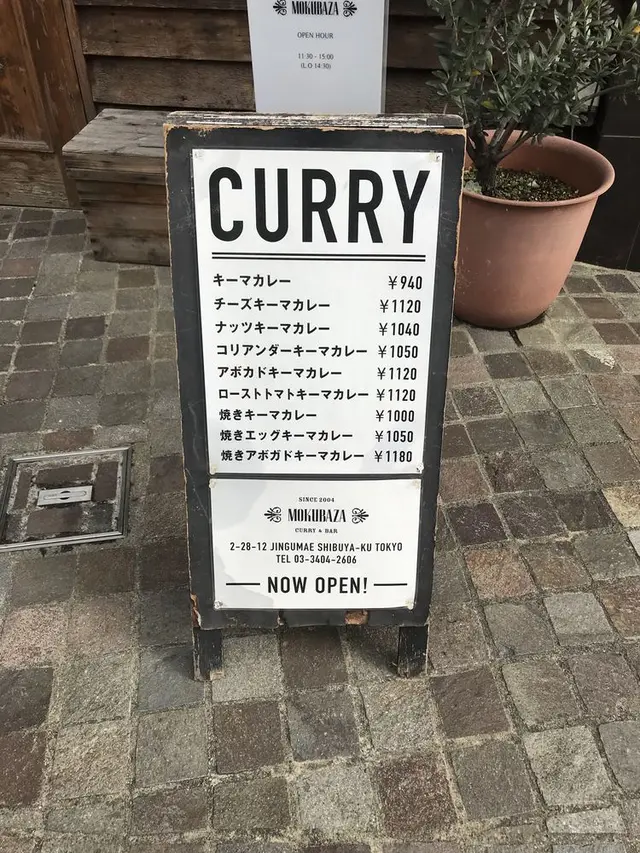 MOKUBAZA
OPEN HOUR
11:30 - 15:00
(L.O 14:30)
CURRY
キーマカレー ¥940
チーズキーマカレー ¥1120
ナッツキーマカレー ¥1040
コリアンダーキーマカレー ¥1050
アボカドキーマカレー ¥1120
ローストトマトキーマカレー ¥1120
焼きキーマカレー ¥1000
焼きエッグキーマカレー ¥1050
焼きアボガドキーマカレー ¥1180
SINCE 2004
MOKUBAZA
CURRY & BAR
2-28-12 JINGUMAE SHIBUYA-KU TOKYO
TEL 03-3404-2606
NOW OPEN!